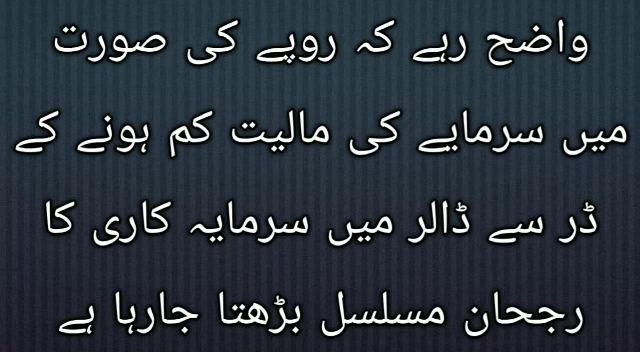 واضح رہے کہ روپے کی صورت
میں سرمایے کی مالیت کم ہونے کے
ڈر سے ڈالر میں سرمایہ کاری کا
رجحان مسلسل بڑھتا جارہا ہے